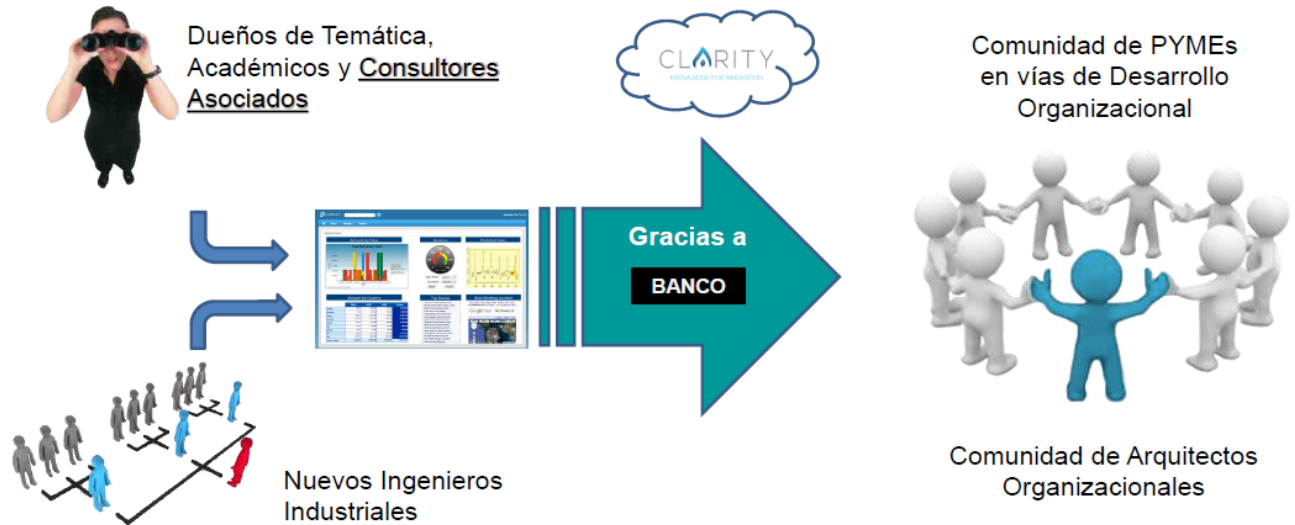 Dueños de Temática,
Académicos y Consultores
Asociados
CLARITY
KNOWLEDGE FOR INNOVATION
Comunidad de PYMEs
en vías de Desarrollo
Organizacional
Gracias a
BANCO
Nuevos Ingenieros
Industriales
Comunidad de Arquitectos
Organizacionales